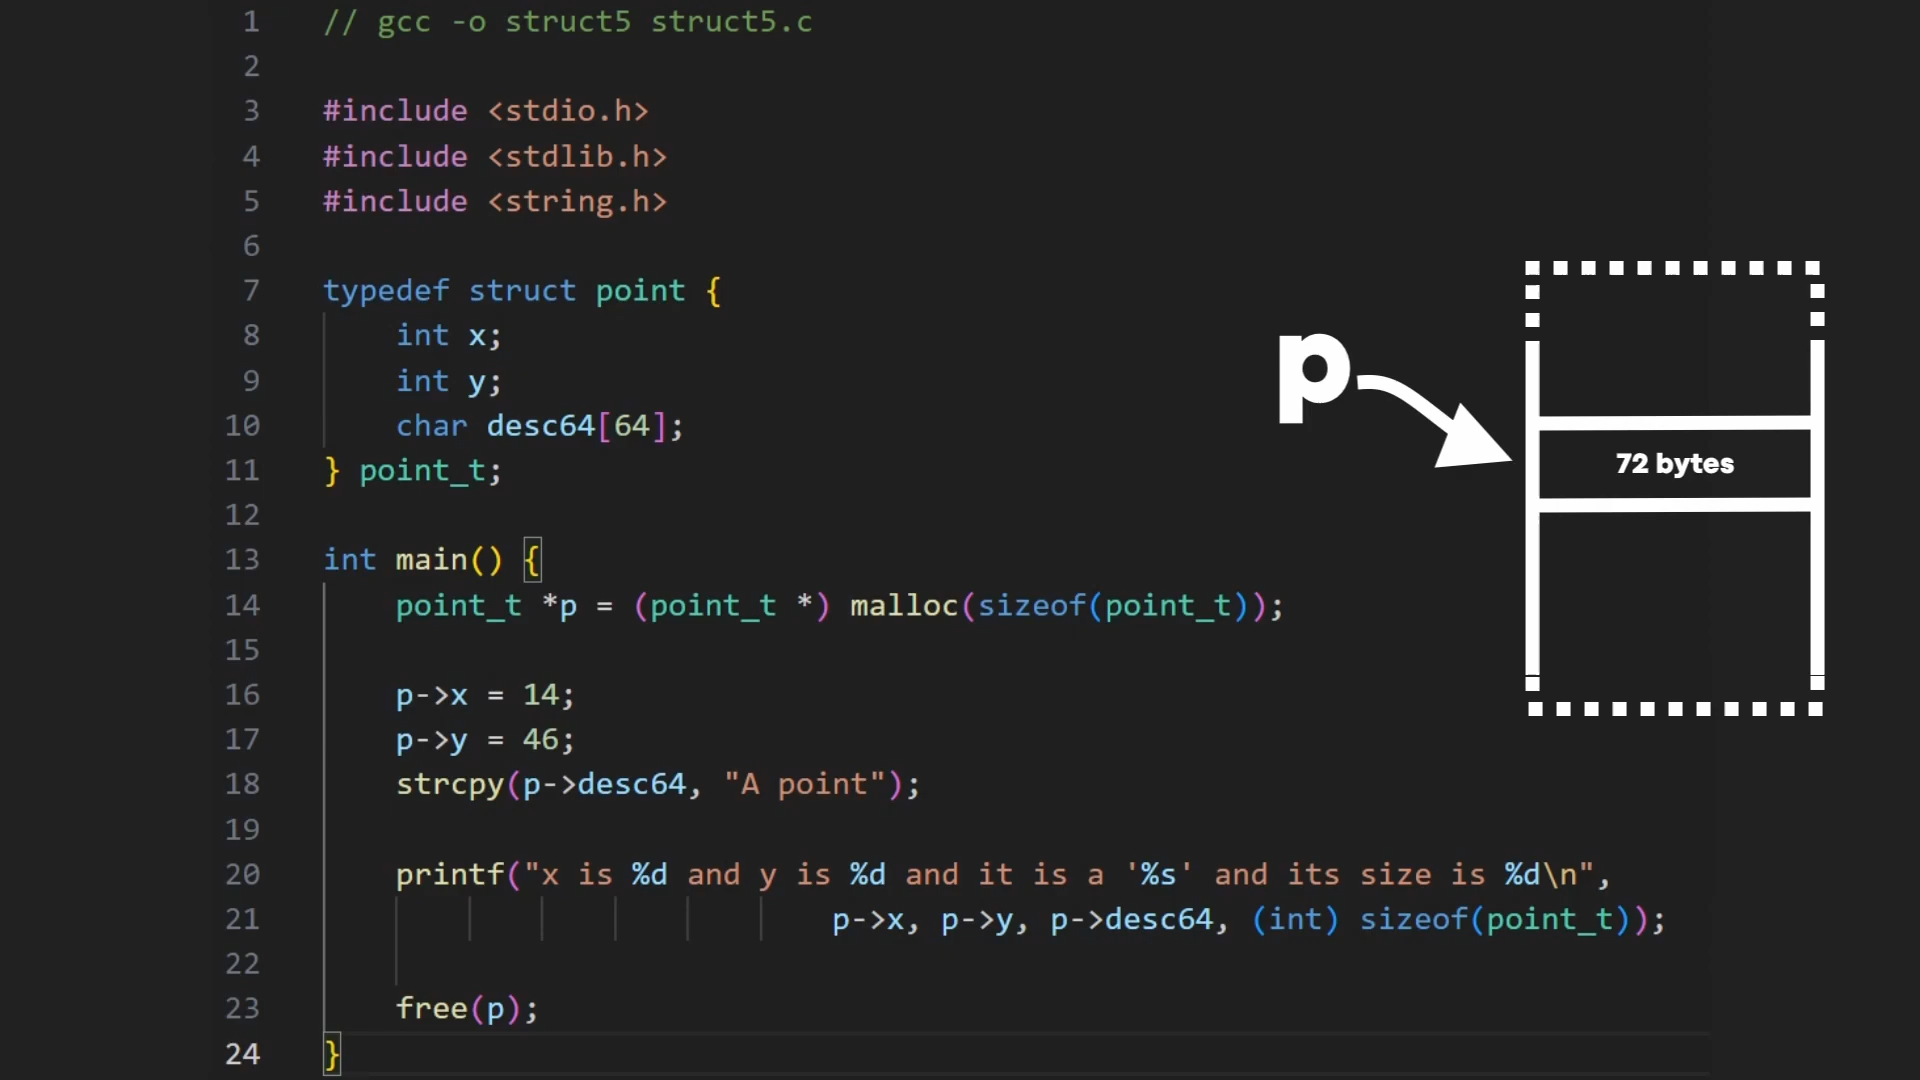 1 // gcc -o struct5 struct5.c
2
3 #include <stdio.h>
4 #include <stdlib.h>
5 #include <string.h>
6
7 typedef struct point {
8     int x;
9     int y;
10     char desc64[64];
11 } point_t;
12
13 int main() {
14     point_t *p = (point_t *) malloc(sizeof(point_t));
15
16     p->x = 14;
17     p->y = 46;
18     strcpy(p->desc64, "A point");
19
20     printf("x is %d and y is %d and it is a '%s' and its size is %d\n",
21                             p->x, p->y, p->desc64, (int) sizeof(point_t));
22
23     free(p);
24 }
p
72 bytes